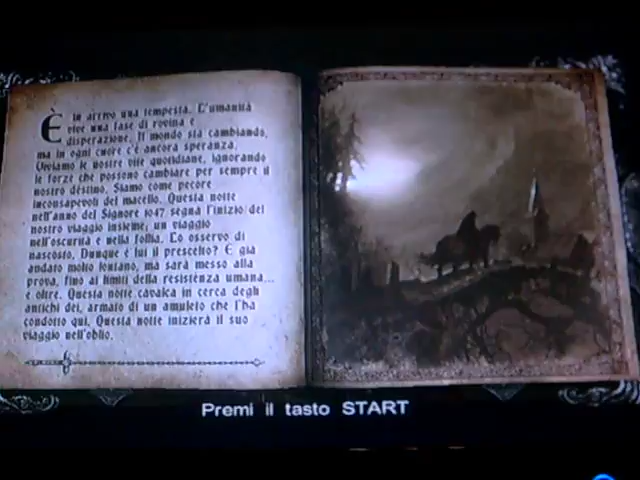 È in arrivo una tempesta. L'umanità
vive una fase di rovina e
disperazione. Il mondo sta cambiando,
ma in ogni cuore c'è ancora speranza.
Viviamo le nostre vite quotidiane, ignorando
le forze che possono cambiare per sempre il
nostro destino. Siamo come pecore
inconsapevoli del macello. Questa notte
nell'anno del Signore 1047 segna l'inizio del
nostro viaggio insieme; un viaggio
nell'oscurità e nella follia. Lo osservo di
nascosto. Dunque è lui il prescelto? È già
andato molto lontano, ma sarà messo alla
prova, fino ai limiti della resistenza umana...
e oltre. Questa notte cavalca in cerca degli
antichi dei, armato di un amuleto che l'ha
condotto qui. Questa notte inizierà il suo
viaggio nell'oblio.
Premi il tasto START